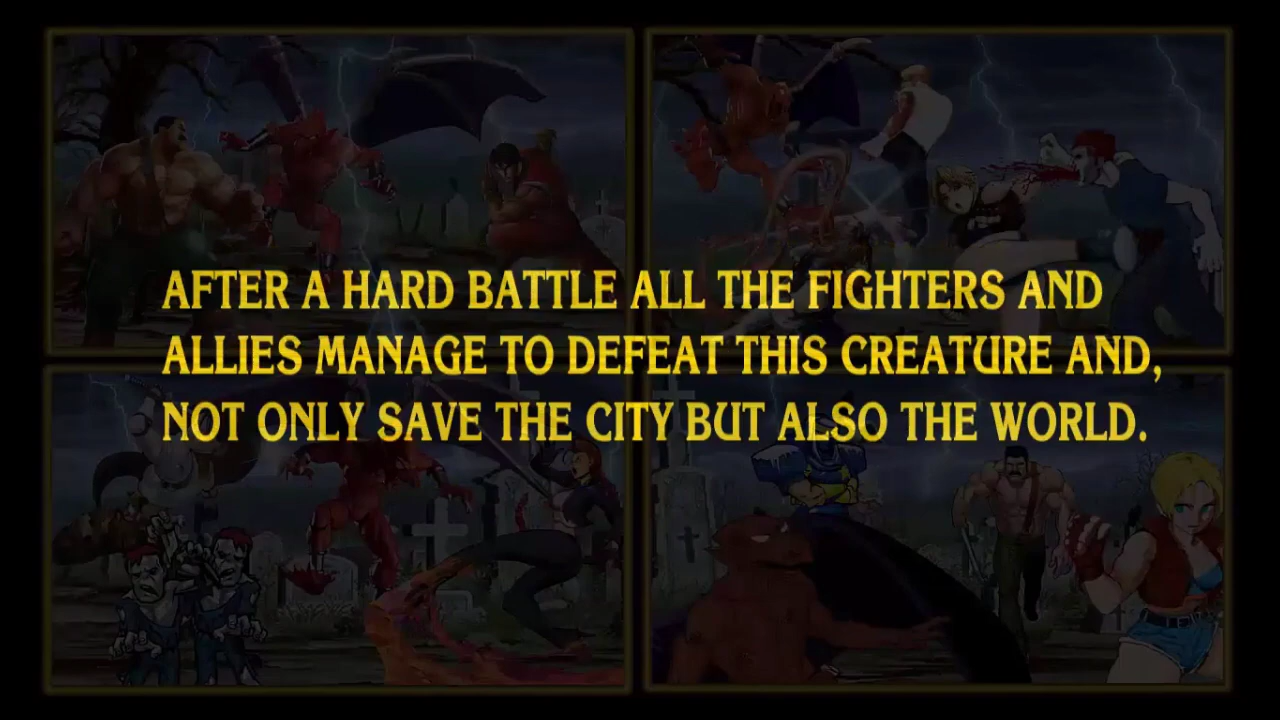 AFTER A HARD BATTLE ALL THE FIGHTERS AND
ALLIES MANAGE TO DEFEAT THIS CREATURE AND,
NOT ONLY SAVE THE CITY BUT ALSO THE WORLD.